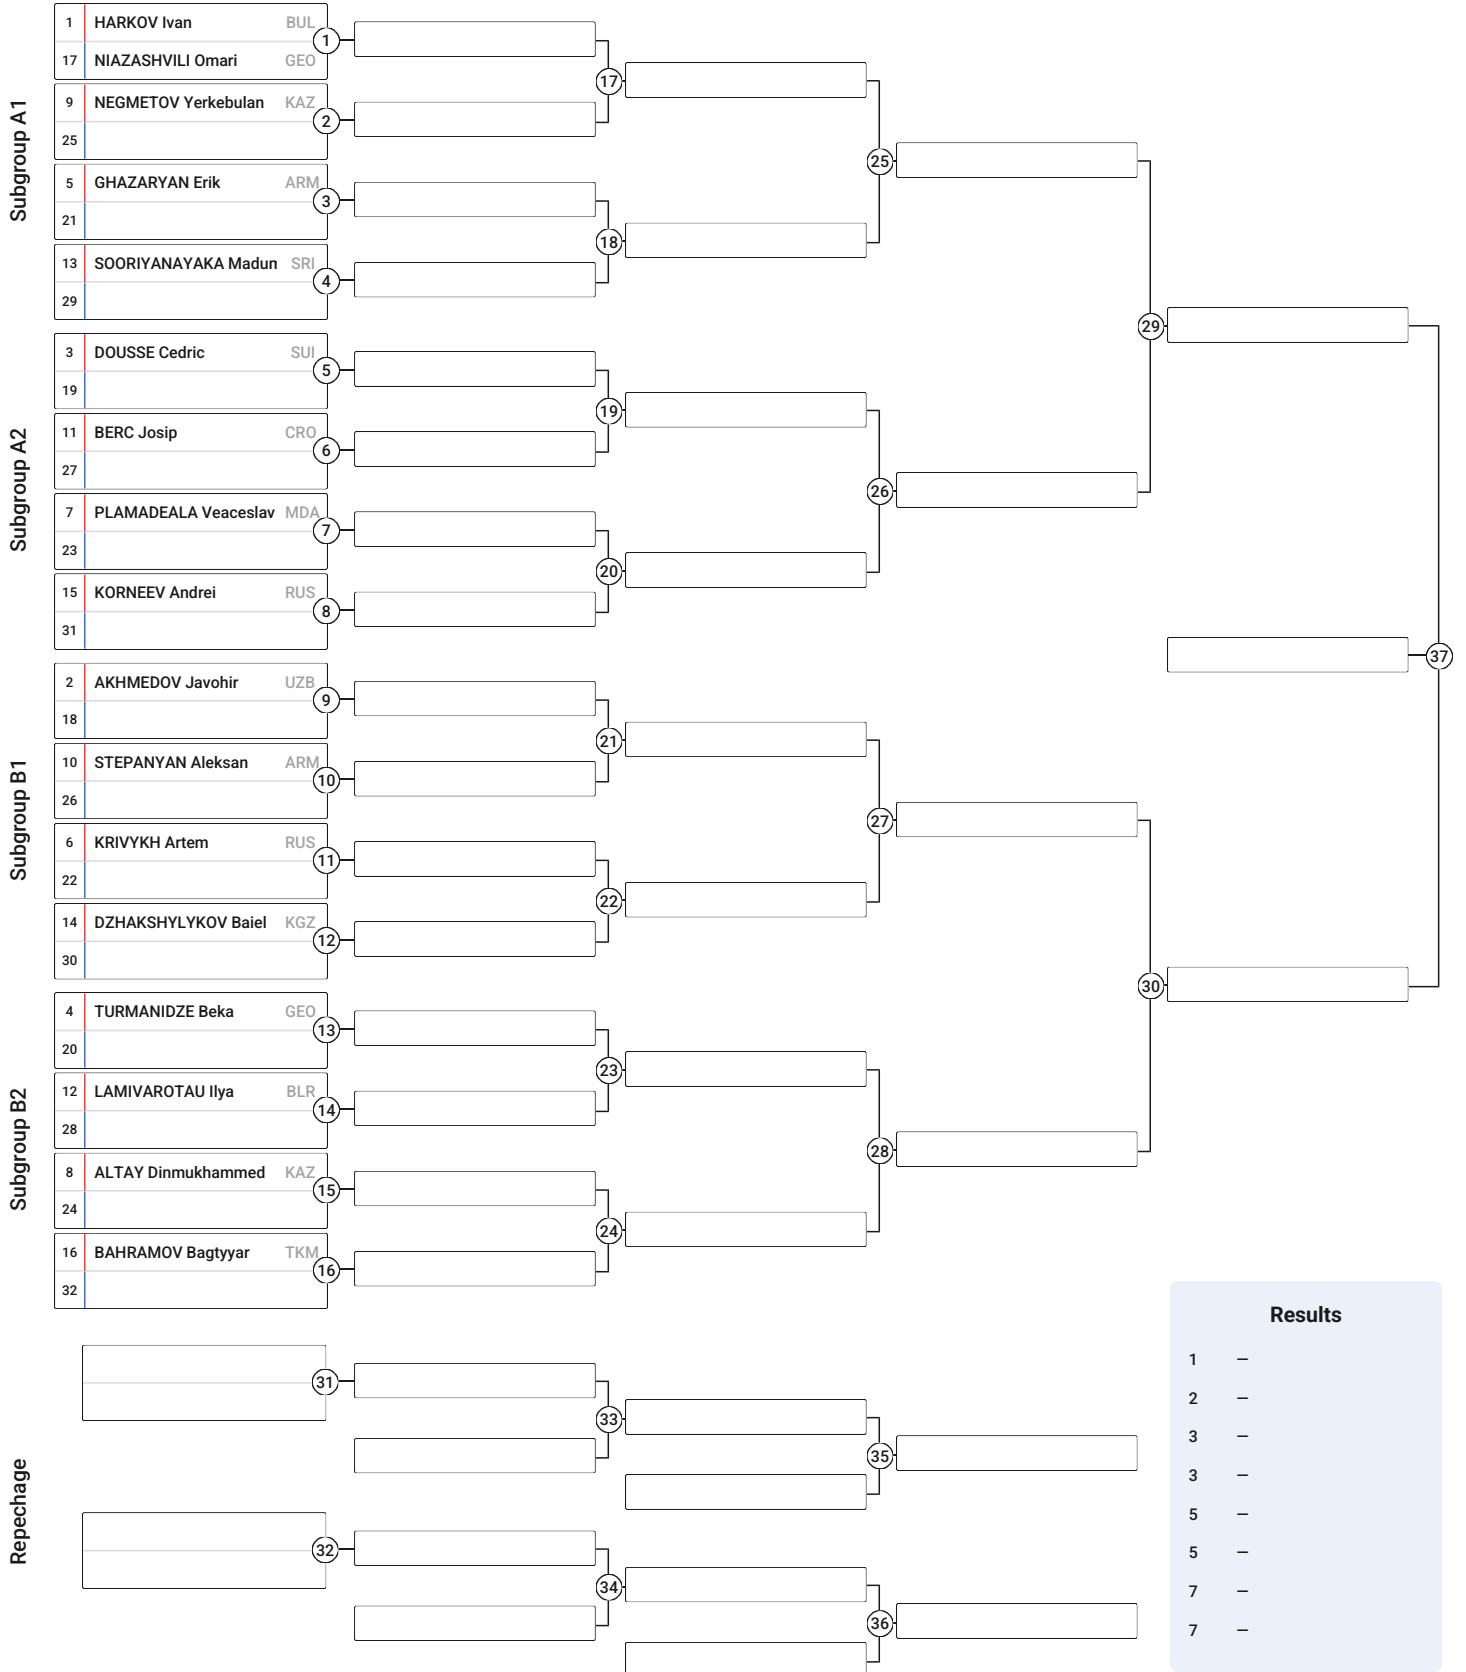 Subgroup A1
1 HARKOV Ivan BUL
17 NIAZASHVILI Omari GEO
1
9 NEGMETOV Yerkebulan KAZ
25
2
5 GHAZARYAN Erik ARM
21
3
13 SOORIYANAYAKA Madun SRI
29
4
17
18
25
Subgroup A2
3 DOUSSE Cedric SUI
19
5
11 BERC Josip CRO
27
6
7 PLAMADEALA Veaceslav MDA
23
7
15 KORNEEV Andrei RUS
31
8
19
20
26
29
Subgroup B1
2 AKHMEDOV Javohir UZB
18
9
10 STEPANYAN Aleksan ARM
26
10
6 KRIVYKH Artem RUS
22
11
14 DZHAKSHYLYKOV Baiel KGZ
30
12
21
22
27
Subgroup B2
4 TURMANIDZE Beka GEO
20
13
12 LAMIVAROTAU Ilya BLR
28
14
8 ALTAY Dinmukhammed KAZ
24
15
16 BAHRAMOV Bagtyyar TKM
32
16
23
24
28
30
37
Repechage
31
33
35
32
34
36
Results
1 –
2 –
3 –
3 –
5 –
5 –
7 –
7 –